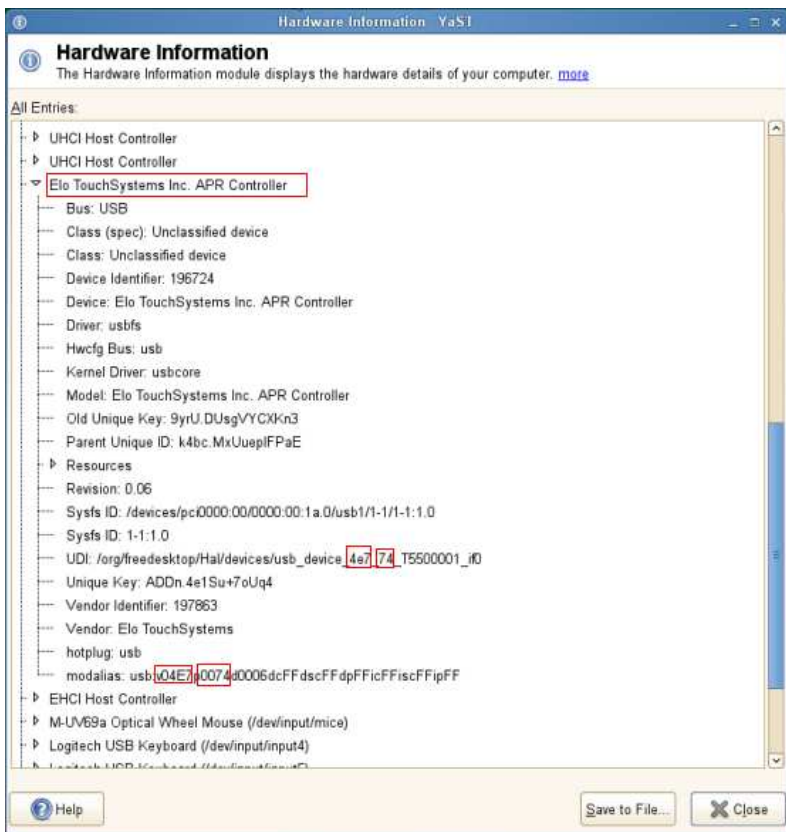 Hardware Information YaST
Hardware Information
The Hardware Information module displays the hardware details of your computer. more
All Entries:
UHCI Host Controller
UHCI Host Controller
Elo TouchSystems Inc. APR Controller
Bus: USB
Class (spec): Unclassified device
Class: Unclassified device
Device Identifier: 196724
Device: Elo TouchSystems Inc. APR Controller
Driver: usbfs
Hwcfg Bus: usb
Kernel Driver: usbcore
Model: Elo TouchSystems Inc. APR Controller
Old Unique Key: 9yrU.DUsgVYCXKn3
Parent Unique ID: k4bc.MxUueplFPaE
Resources
Revision: 0.06
Sysfs ID: /devices/pci0000:00/0000:00:1a.0/usb1/1-1/1-1:1.0
Sysfs ID: 1-1:1.0
UDI: /org/freedesktop/Hal/devices/usb_device_4e7_74_T5500001_if0
Unique Key: ADDn.4e1Su+7oUq4
Vendor Identifier: 197863
Vendor: Elo TouchSystems
hotplug: usb
modalias: usb:v04E7p0074d0006dcFFdscFFdpFFicFFiscFFipFF
EHCI Host Controller
M-UV69a Optical Wheel Mouse (/dev/input/mice)
Logitech USB Keyboard (/dev/input/input4)
Logitech USB Keyboard (/dev/input/input5)
Help
Save to File...
Close